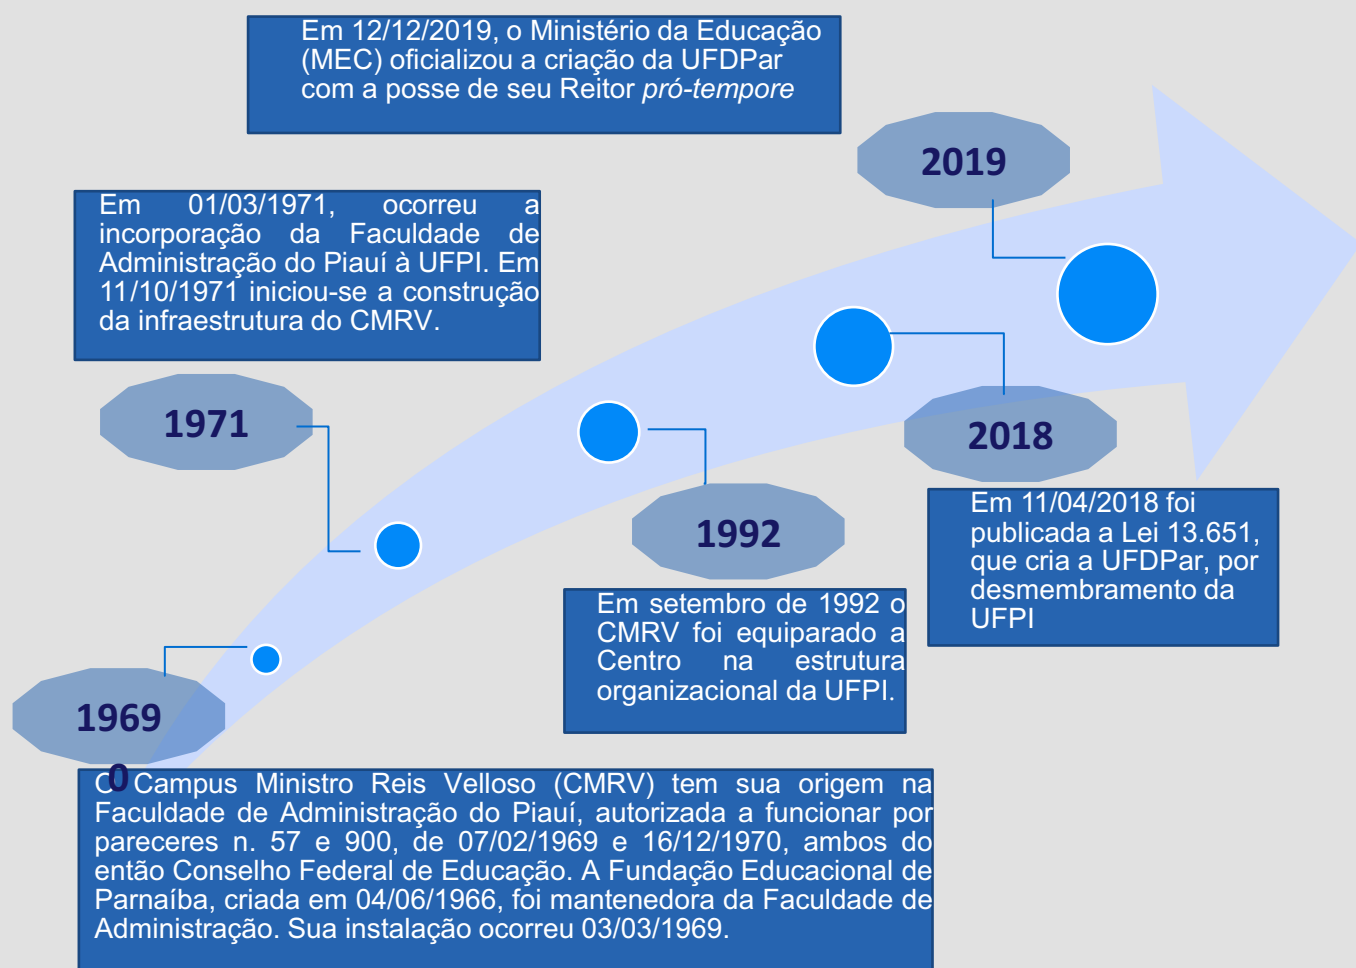 Em 12/12/2019, o Ministério da Educação
(MEC) oficializou a criação da UFDPar
com a posse de seu Reitor pró-tempore
2019
Em 01/03/1971, ocorreu a
incorporação da Faculdade de
Administração do Piauí à UFPI. Em
11/10/1971 iniciou-se a construção
da infraestrutura do CMRV.
1971
2018
Em 11/04/2018 foi
publicada a Lei 13.651,
que cria a UFDPar, por
desmembramento da
UFPI
1992
Em setembro de 1992 o
CMRV foi equiparado a
Centro na estrutura
organizacional da UFPI.
1969
0
O Campus Ministro Reis Velloso (CMRV) tem sua origem na
Faculdade de Administração do Piauí, autorizada a funcionar por
pareceres n. 57 e 900, de 07/02/1969 e 16/12/1970, ambos do
então Conselho Federal de Educação. A Fundação Educacional de
Parnaíba, criada em 04/06/1966, foi mantenedora da Faculdade de
Administração. Sua instalação ocorreu 03/03/1969.